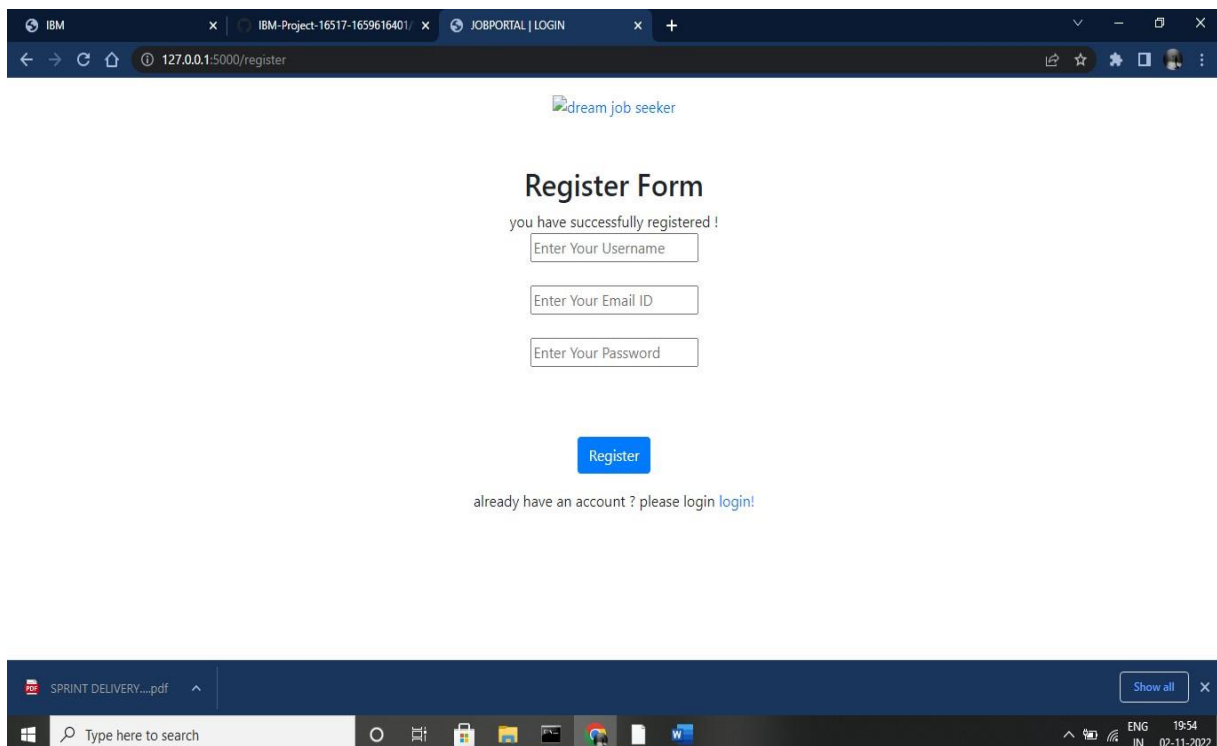 IBM
IBM-Project-16517-1659616401/
JOBPORTAL | LOGIN
127.0.0.1:5000/register
dream job seeker
Register Form
you have successfully registered !
Enter Your Username
Enter Your Email ID
Enter Your Password
Register
already have an account ? please login login!
SPRINT DELIVERY....pdf
Show all
Type here to search
ENG
19:54
IN
02-11-2022